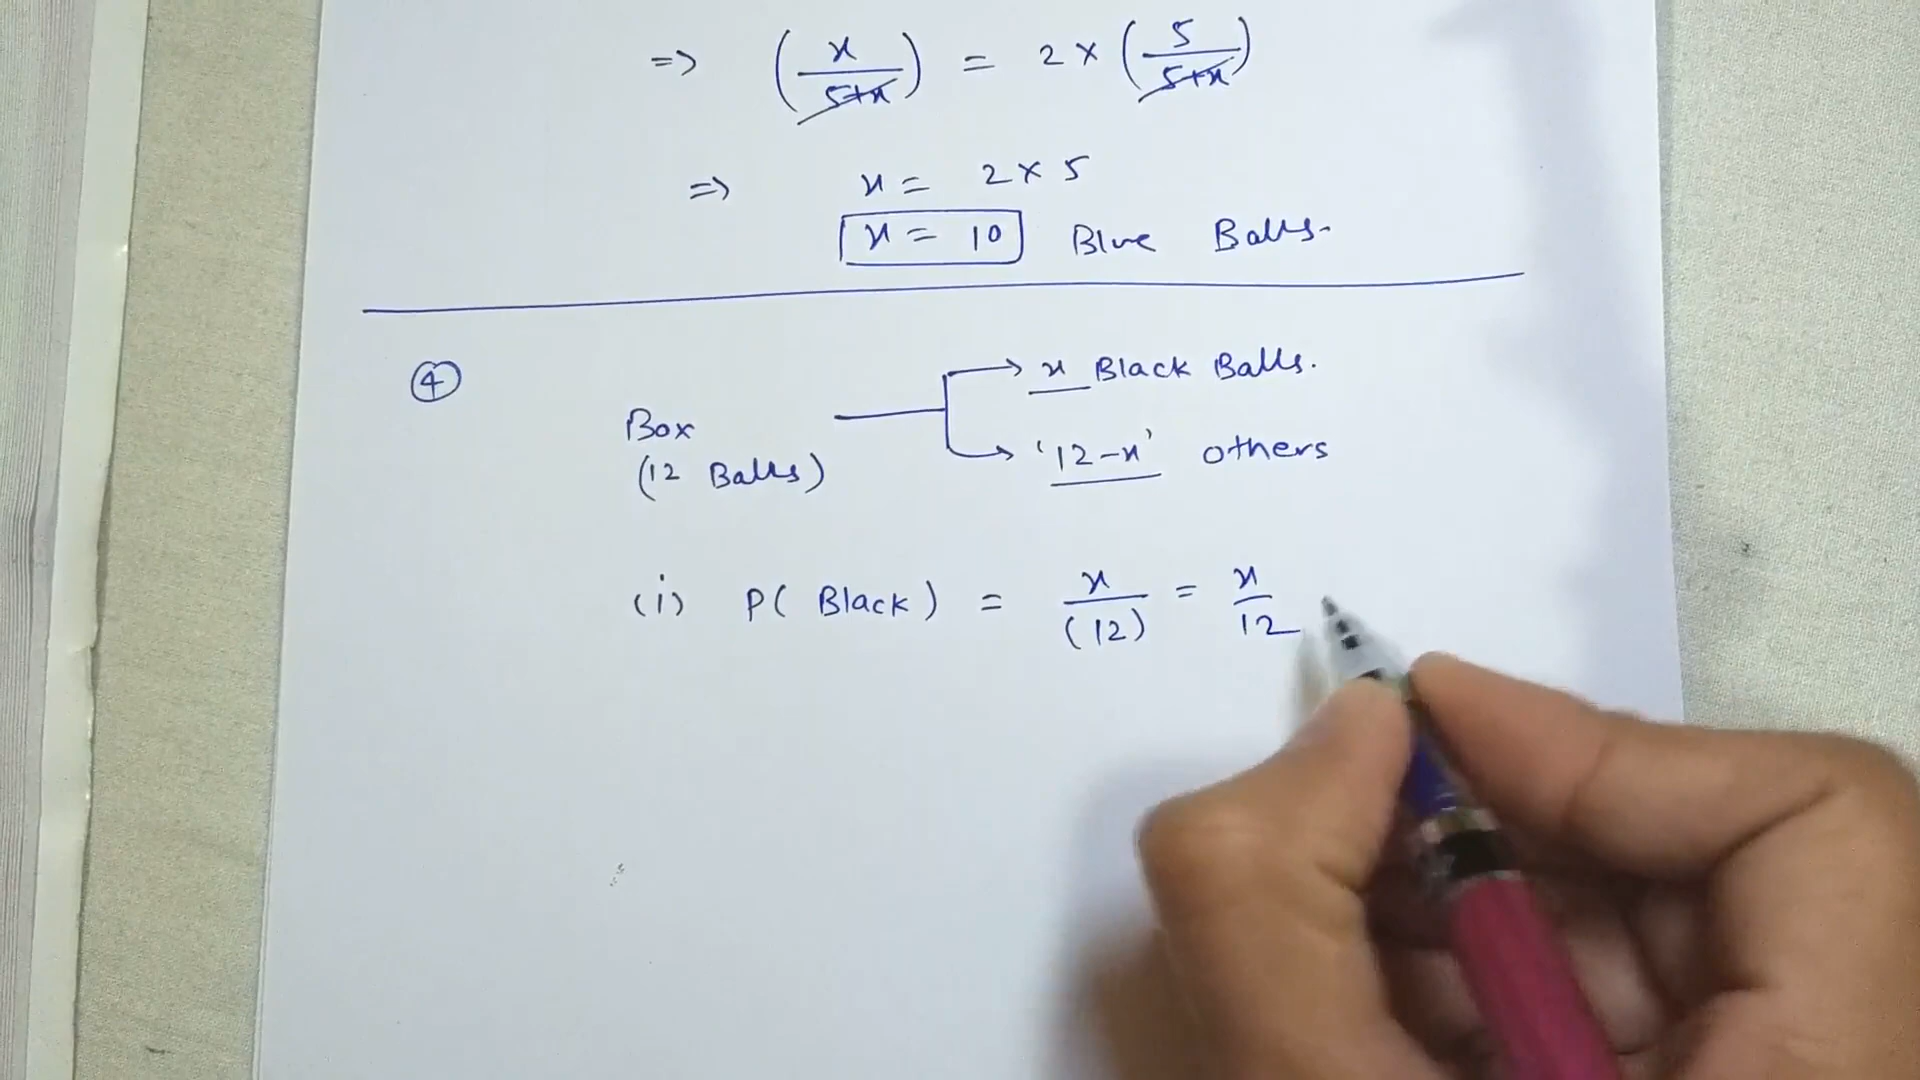 => (x/5+x) = 2 × (5/5+x)
=> x = 2 × 5
x = 10 Blue Balls.
④
x Black Balls.
Box
(12 Balls)
'12-x' others
(i) P( Black ) = x/(12) = x/12